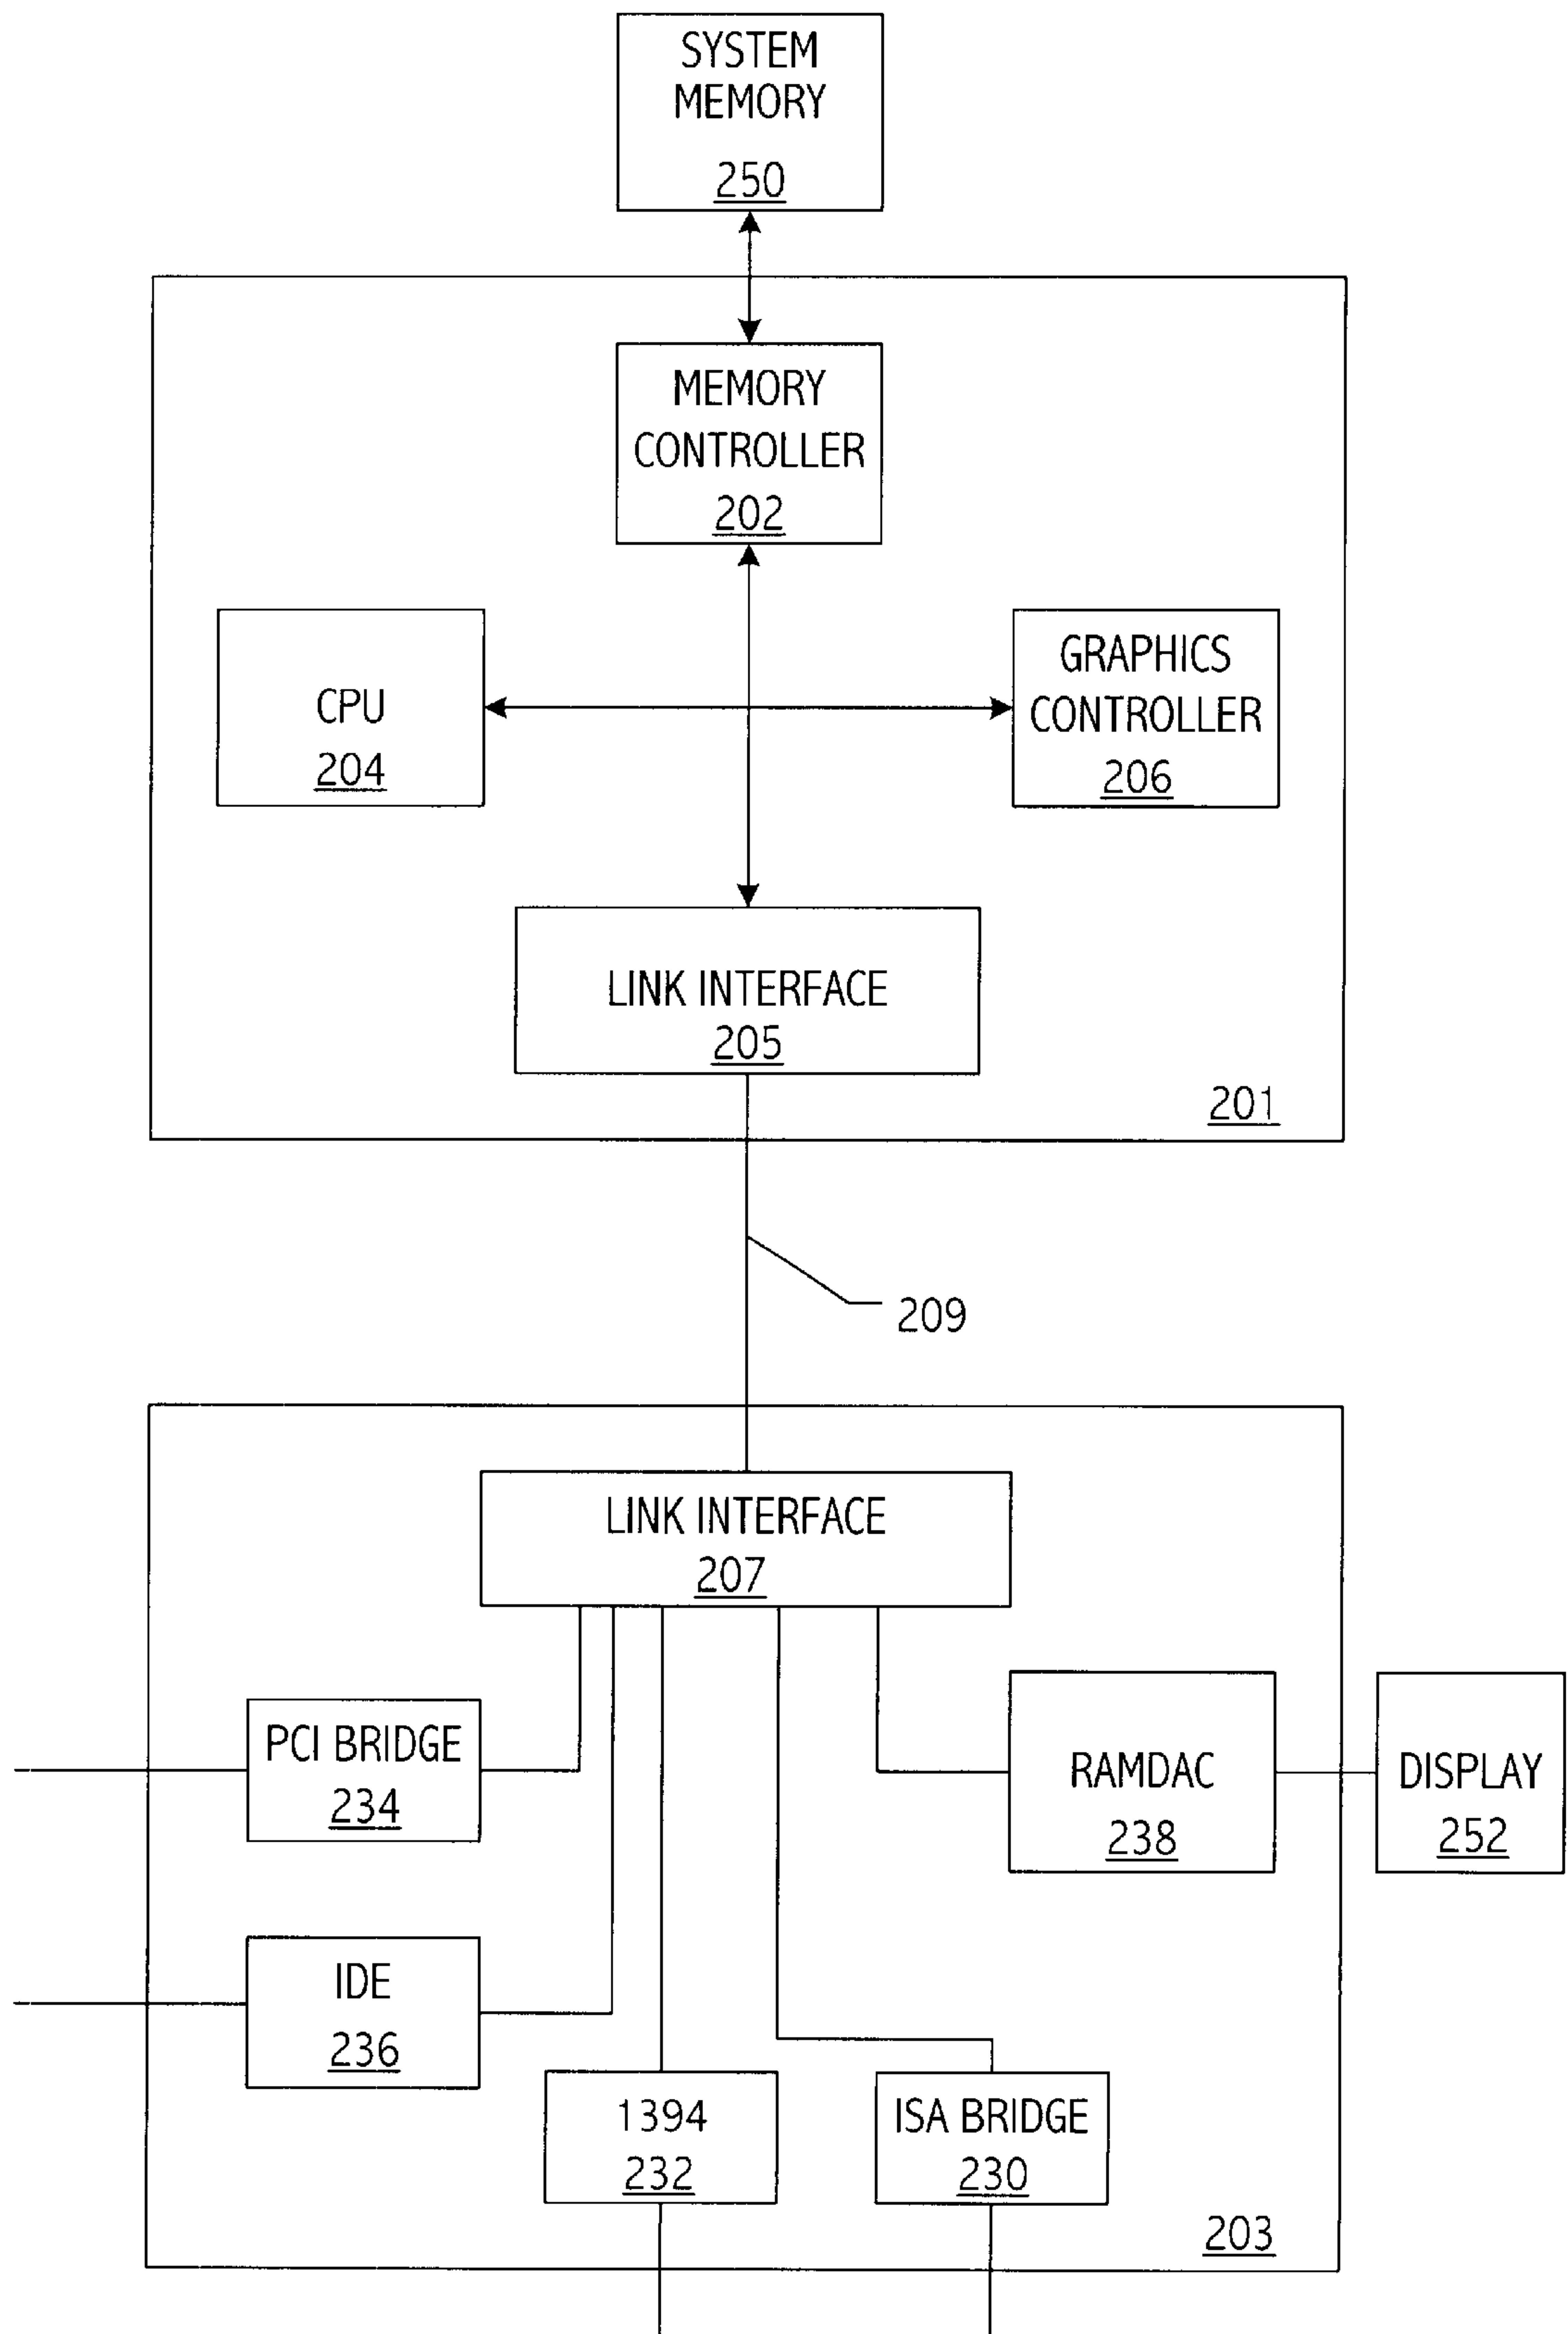 SYSTEM
MEMORY
250
MEMORY
CONTROLLER
202
CPU
204
GRAPHICS
CONTROLLER
206
LINK INTERFACE
205
201
209
LINK INTERFACE
207
PCI BRIDGE
234
RAMDAC
238
DISPLAY
252
IDE
236
1394
232
ISA BRIDGE
230
203